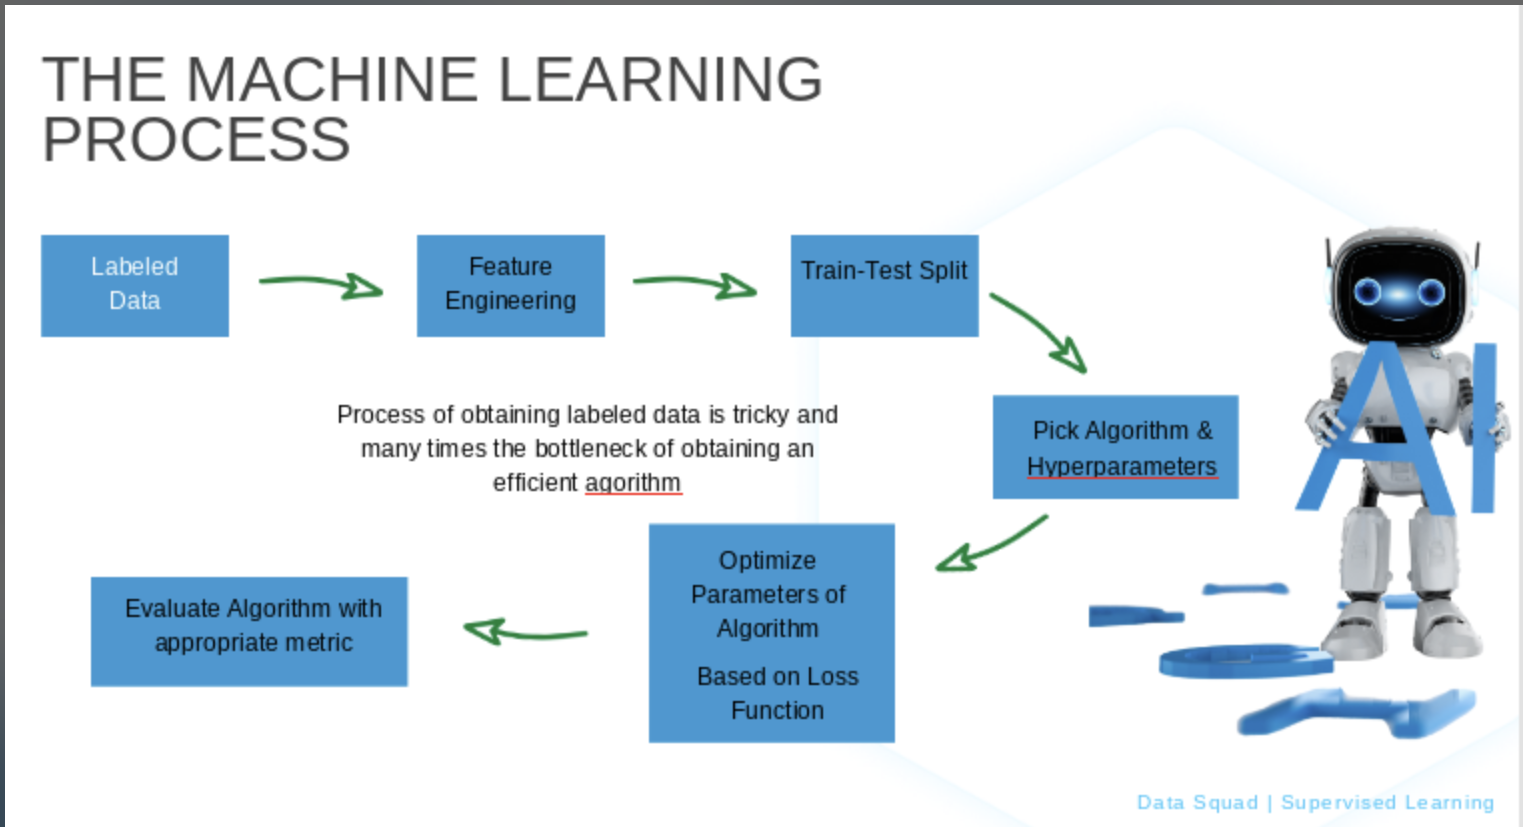 THE MACHINE LEARNING
PROCESS
Labeled
Data
Feature
Engineering
Train-Test Split
Process of obtaining labeled data is tricky and
many times the bottleneck of obtaining an
efficient agorithm
Pick Algorithm &
Hyperparameters
Optimize
Parameters of
Algorithm
Based on Loss
Function
Evaluate Algorithm with
appropriate metric
AI
Data Squad | Supervised Learning